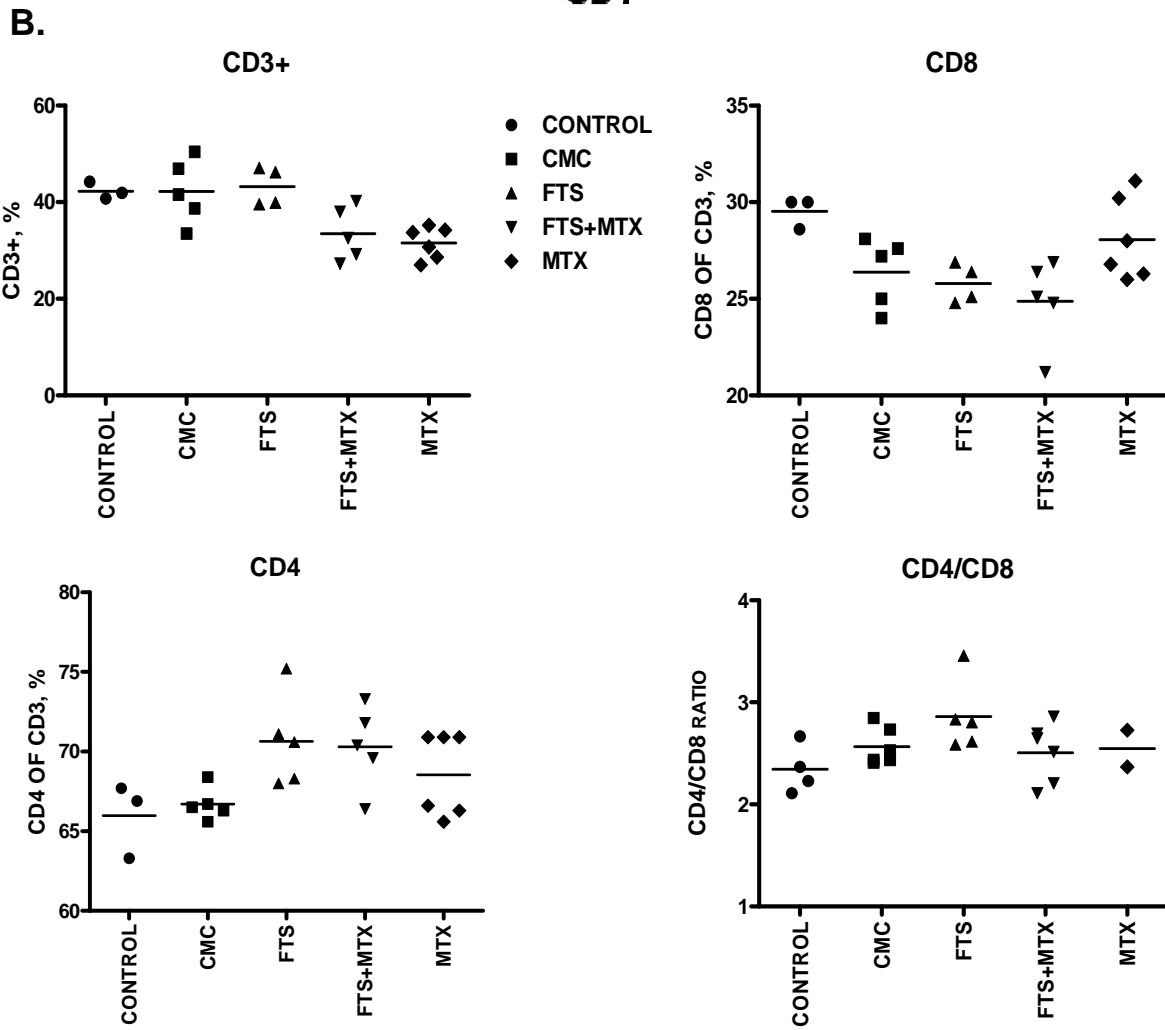 B.
CD3+
60
40
20
0
CD3+, %
CONTROL
CMC
FTS
FTS+MTX
MTX
CONTROL
CMC
FTS
FTS+MTX
MTX
CD8
35
30
25
20
CD8 OF CD3, %
CONTROL
CMC
FTS
FTS+MTX
MTX
CD4
80
75
70
65
60
CD4 OF CD3, %
CONTROL
CMC
FTS
FTS+MTX
MTX
CD4/CD8
4
3
2
1
CD4/CD8 RATIO
CONTROL
CMC
FTS
FTS+MTX
MTX